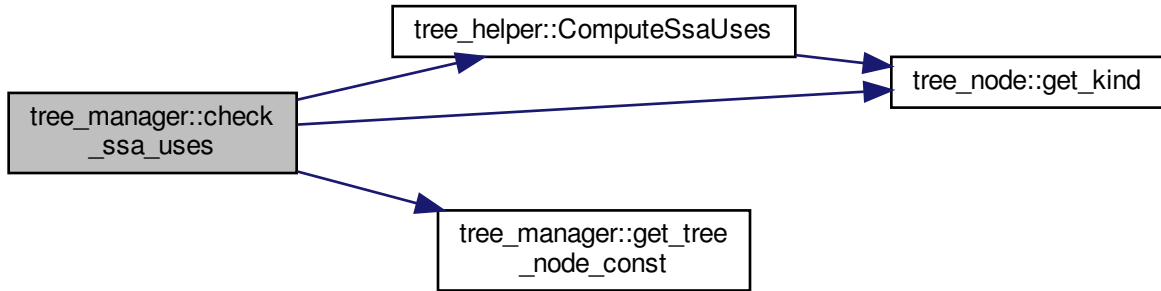 tree_helper::ComputeSsaUses
tree_node::get_kind
tree_manager::check
_ssa_uses
tree_manager::get_tree
_node_const